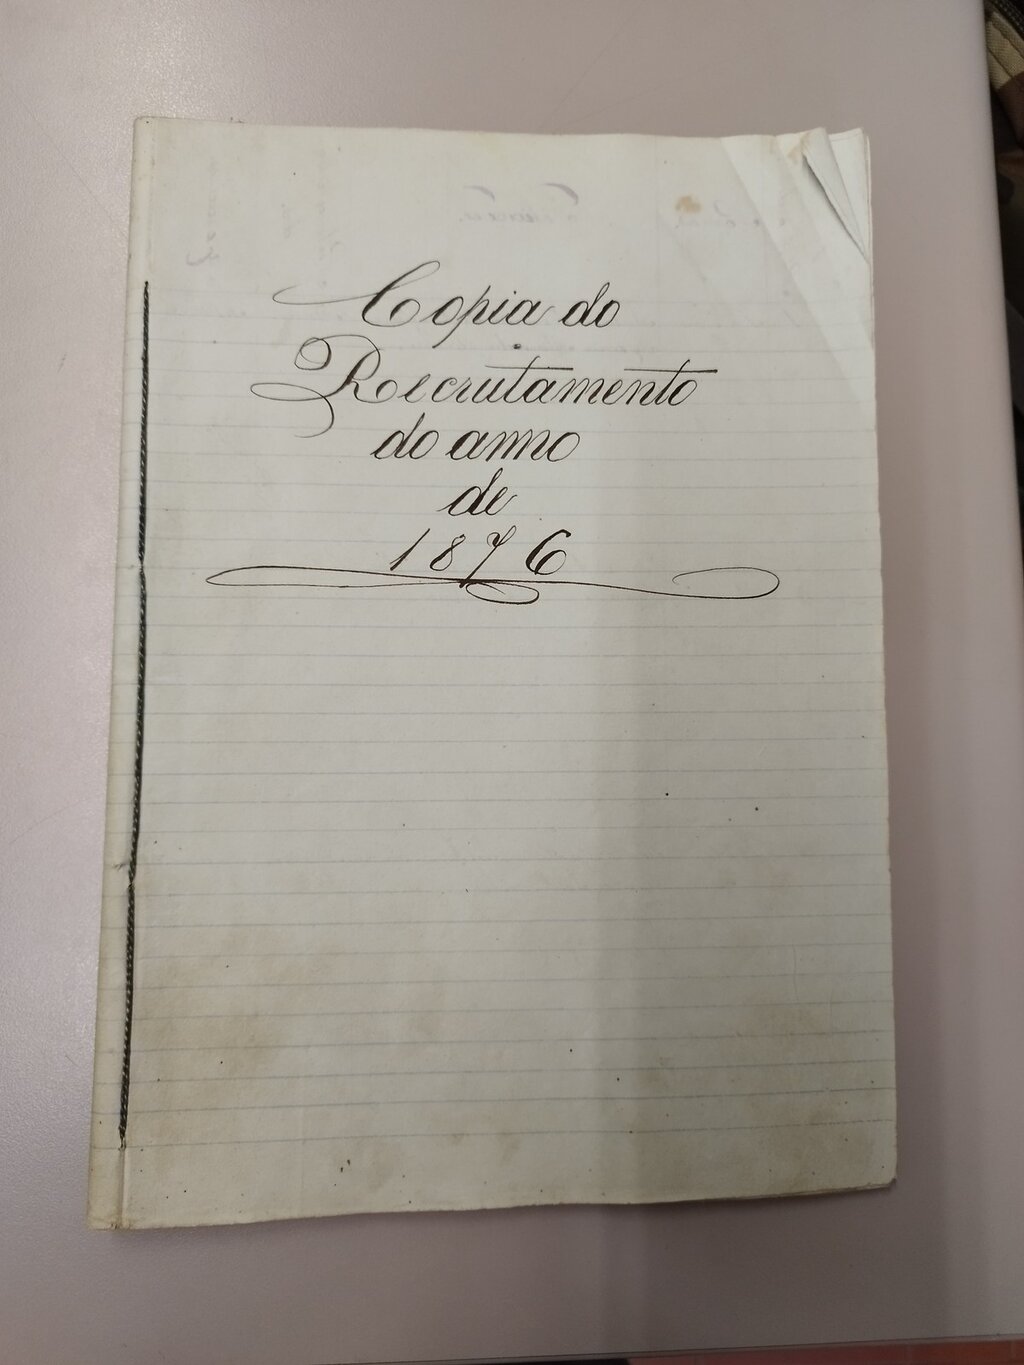 Copia do
Recrutamento
do anno
de
1876